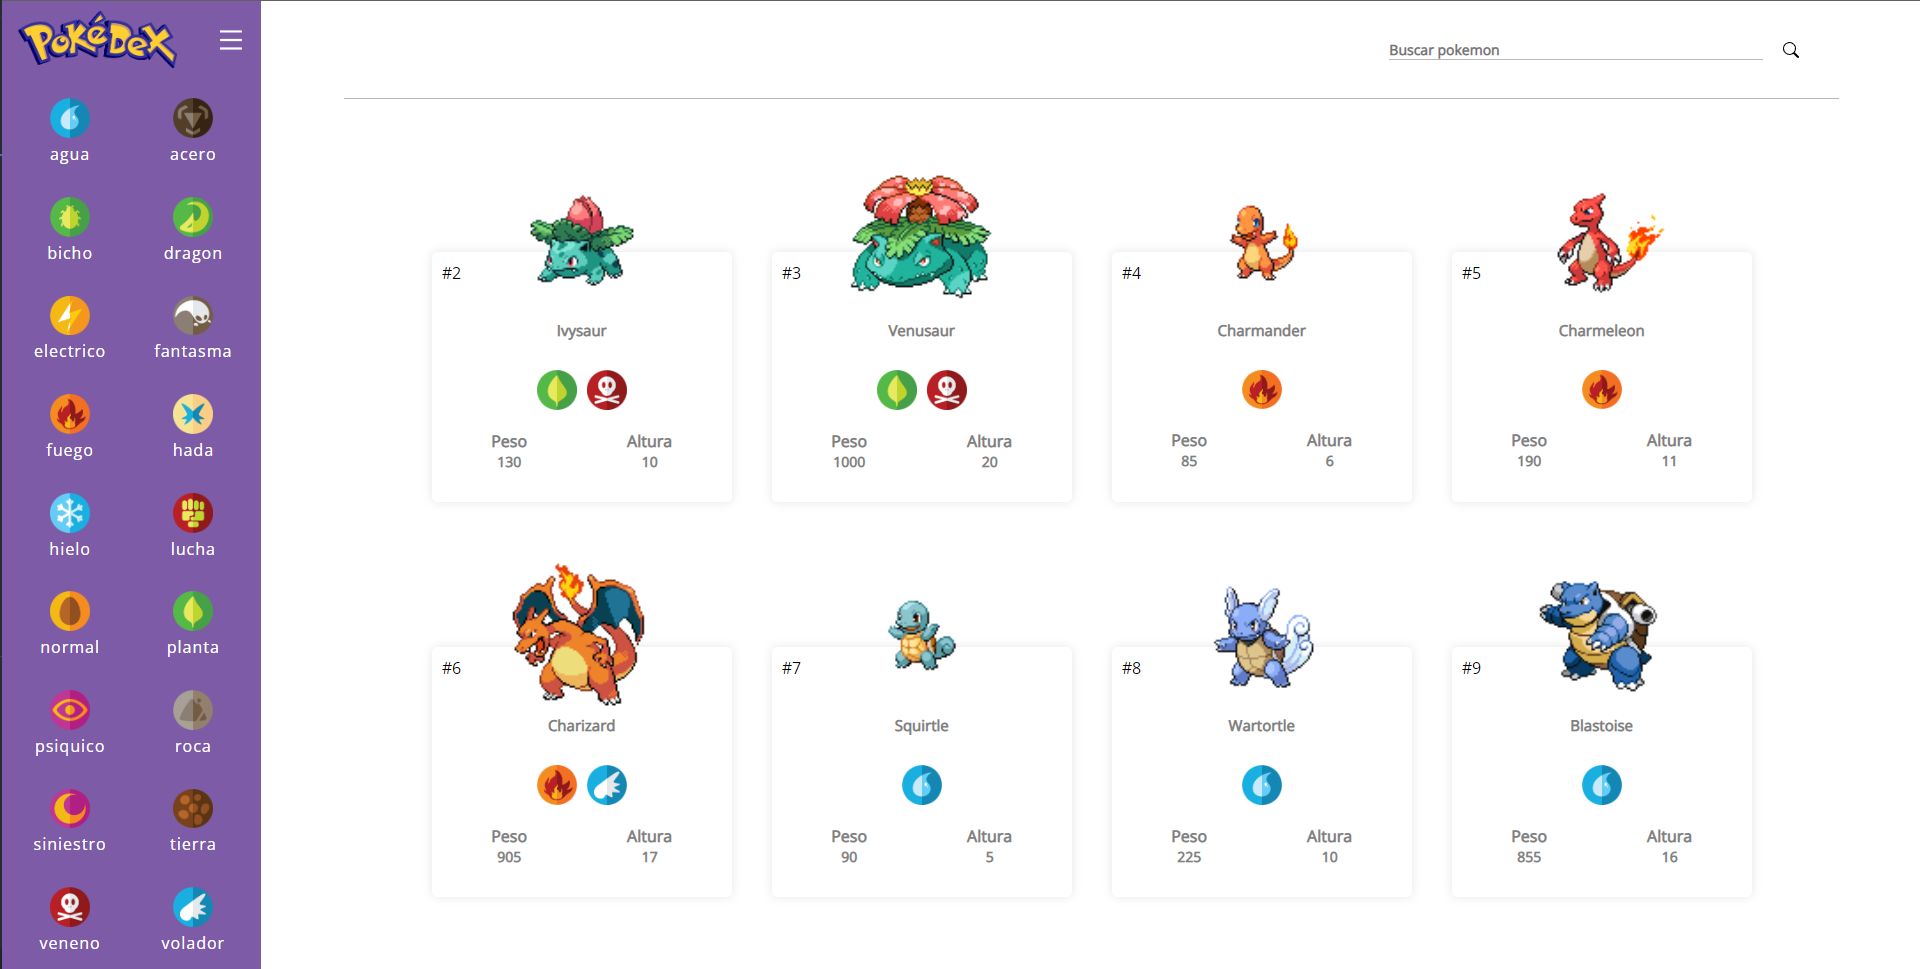 PoKéDeX
Buscar pokemon
agua
acero
bicho
dragon
electrico
fantasma
fuego
hada
hielo
lucha
normal
planta
psiquico
roca
siniestro
tierra
veneno
volador
#2
Ivysaur
Peso Altura
130 10
#3
Venusaur
Peso Altura
1000 20
#4
Charmander
Peso Altura
85 6
#5
Charmeleon
Peso Altura
190 11
#6
Charizard
Peso Altura
905 17
#7
Squirtle
Peso Altura
90 5
#8
Wartortle
Peso Altura
225 10
#9
Blastoise
Peso Altura
855 16